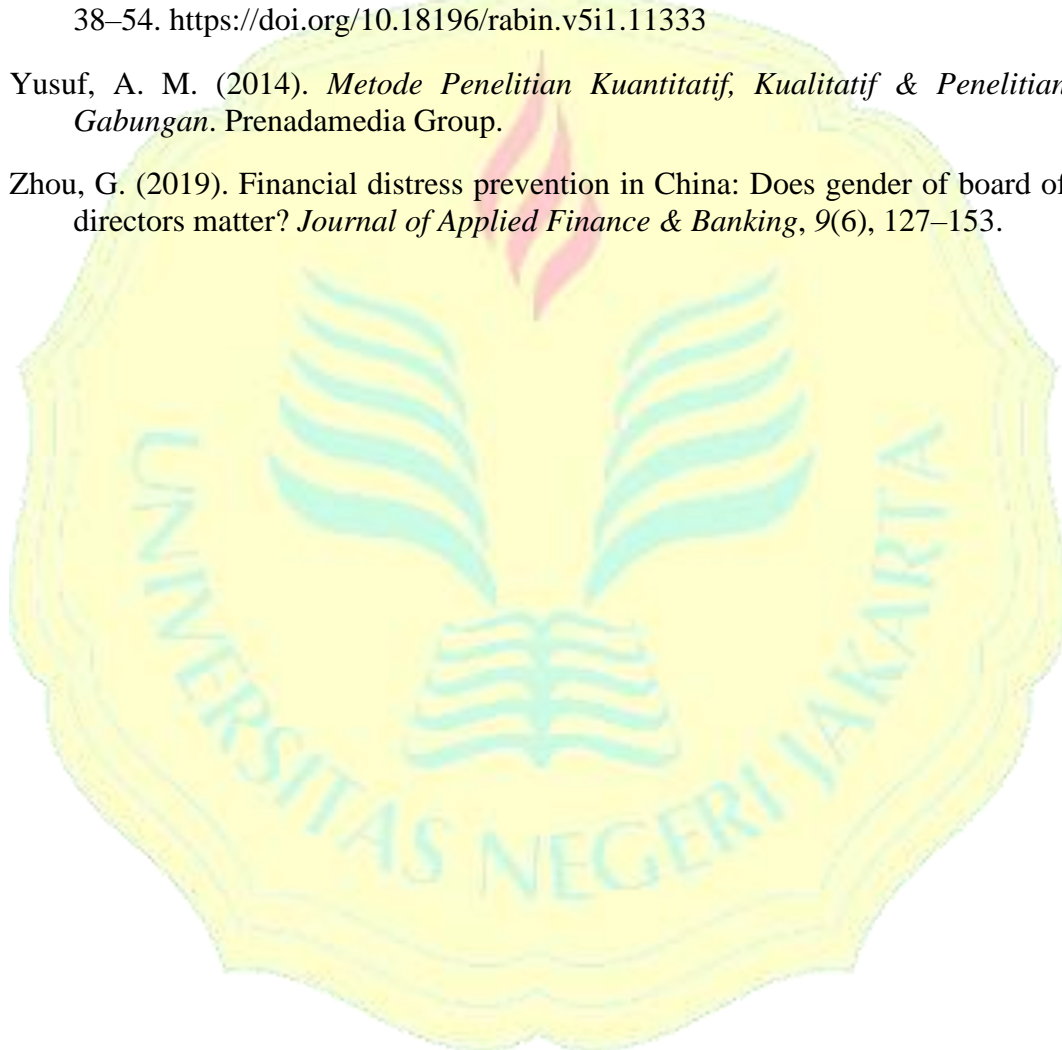 38–54. https://doi.org/10.18196/rabin.v5i1.11333
Yusuf, A. M. (2014). Metode Penelitian Kuantitatif, Kualitatif & Penelitian
Gabungan. Prenadamedia Group.
Zhou, G. (2019). Financial distress prevention in China: Does gender of board of
directors matter? Journal of Applied Finance & Banking, 9(6), 127–153.
UNIVERSITAS NEGERI JAKARTA